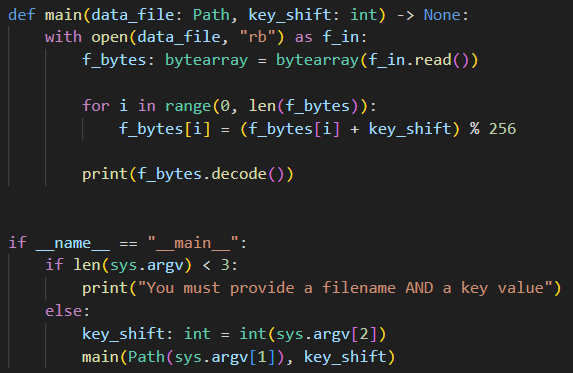 def main(data_file: Path, key_shift: int) -> None:
    with open(data_file, "rb") as f_in:
        f_bytes: bytearray = bytearray(f_in.read())

        for i in range(0, len(f_bytes)):
            f_bytes[i] = (f_bytes[i] + key_shift) % 256

        print(f_bytes.decode())


if __name__ == "__main__":
    if len(sys.argv) < 3:
        print("You must provide a filename AND a key value")
    else:
        key_shift: int = int(sys.argv[2])
        main(Path(sys.argv[1]), key_shift)